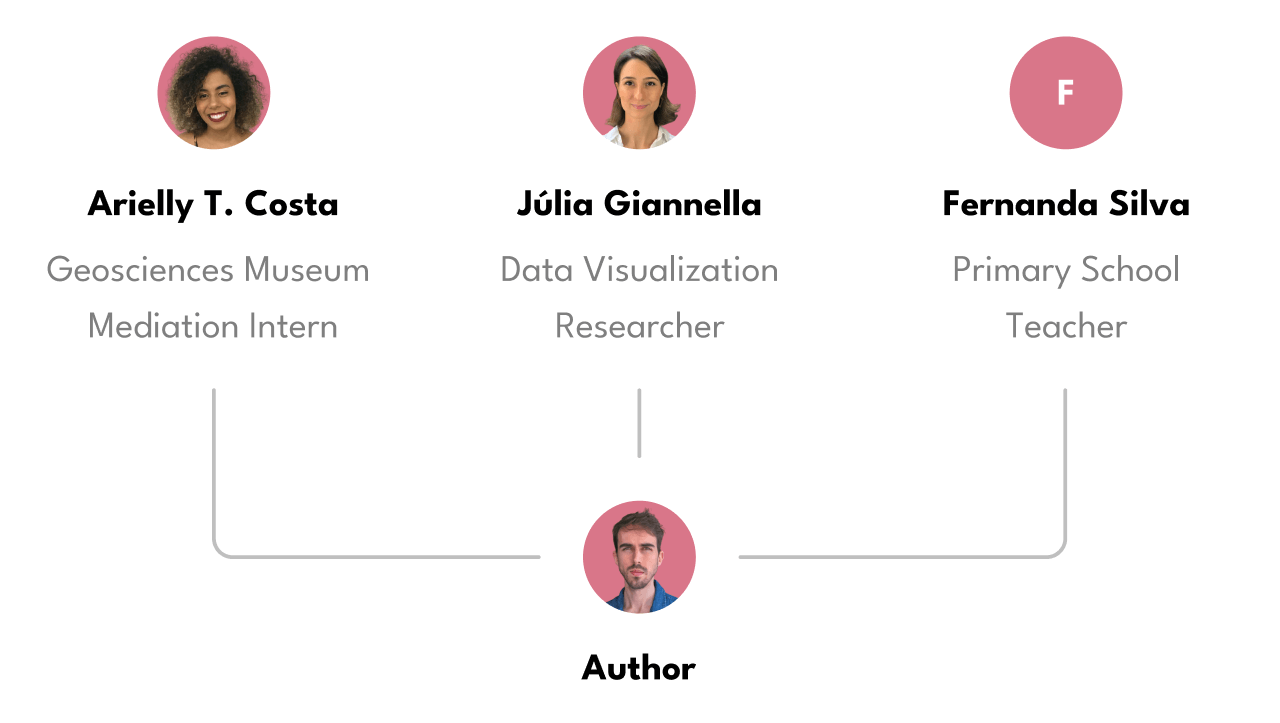 F
Arielly T. Costa
Júlia Giannella
Fernanda Silva
Geosciences Museum
Mediation Intern
Data Visualization
Researcher
Primary School
Teacher
Author